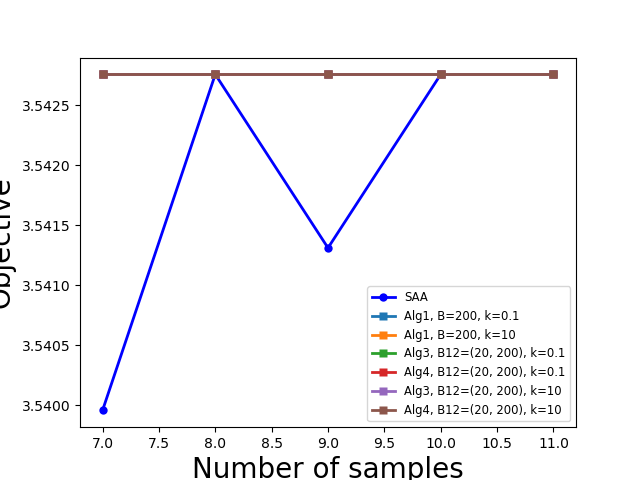 3.5425
3.5420
3.5415
3.5410
3.5405
3.5400
Objective
SAA
Alg1, B=200, k=0.1
Alg1, B=200, k=10
Alg3, B12=(20, 200), k=0.1
Alg4, B12=(20, 200), k=0.1
Alg3, B12=(20, 200), k=10
Alg4, B12=(20, 200), k=10
7.0 7.5 8.0 8.5 9.0 9.5 10.0 10.5 11.0
Number of samples